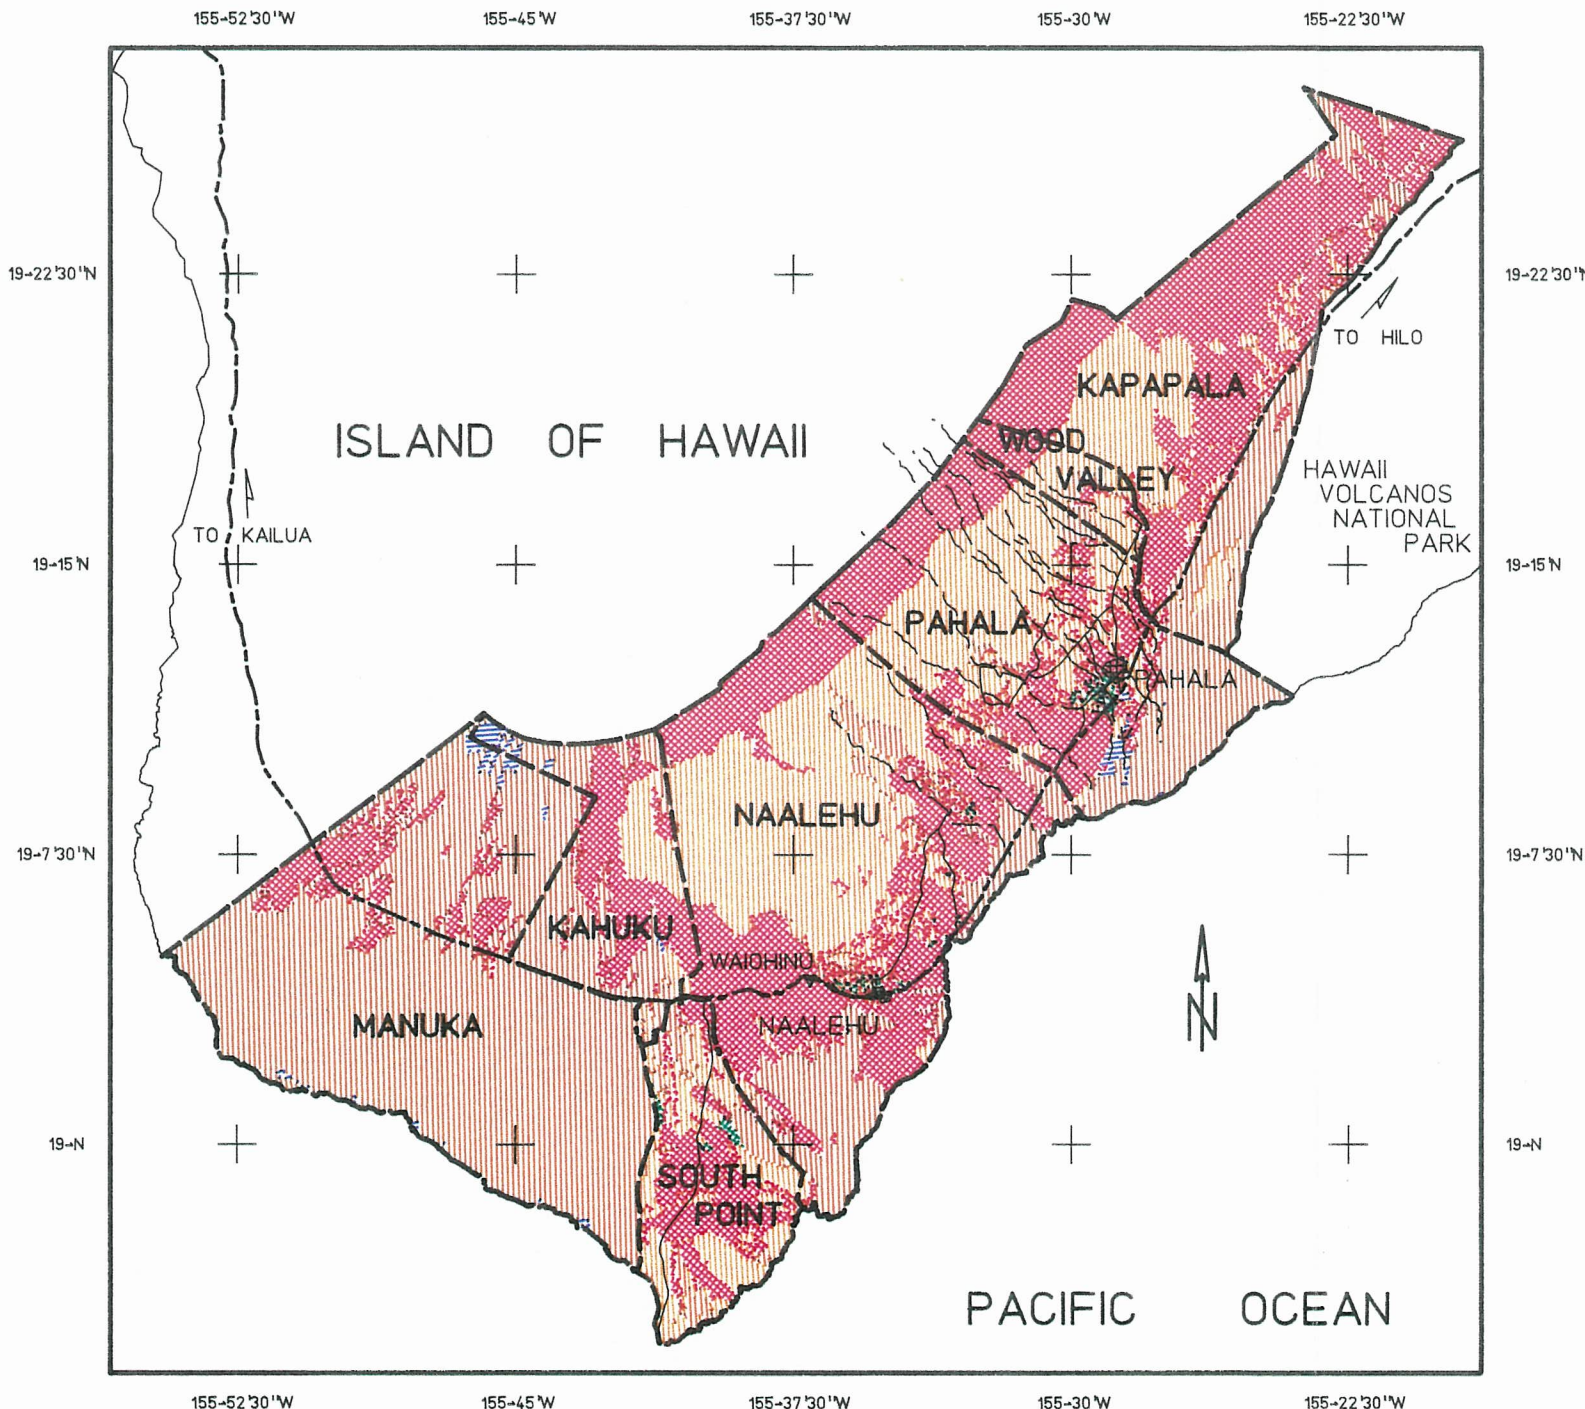 155→52'30"W 155→45'W 155→37'30"W 155→30'W 155→22'30"W
19→22'30"N 19→22'30"N
TO HILO
KAPAPALA
ISLAND OF HAWAII
WOOD
VALLEY
HAWAII
VOLCANOS
NATIONAL
PARK
TO KAILUA
19→15'N 19→15'N
PAHALA
PAHALA
NAALEHU
19→7'30"N 19→7'30"N
KAHUKU
WAIOHINU
MANUKA
NAALEHU
N
19→N 19→N
SOUTH
POINT
PACIFIC OCEAN
155→52'30"W 155→45'W 155→37'30"W 155→30'W 155→22'30"W